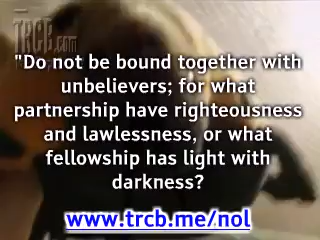 TRCB.com
"Do not be bound together with
unbelievers; for what
partnership have righteousness
and lawlessness, or what
fellowship has light with
darkness?
www.trcb.me/nol